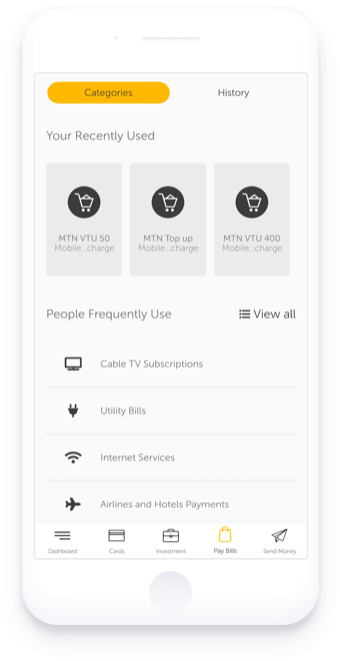 Categories
History
Your Recently Used
MTN VTU 50
Mobile...charge
MTN Top up
Mobile...charge
MTN VTU 400
Mobile...charge
People Frequently Use
View all
Cable TV Subscriptions
Utility Bills
Internet Services
Airlines and Hotels Payments
Dashboard
Cards
Investment
Pay Bills
Send Money